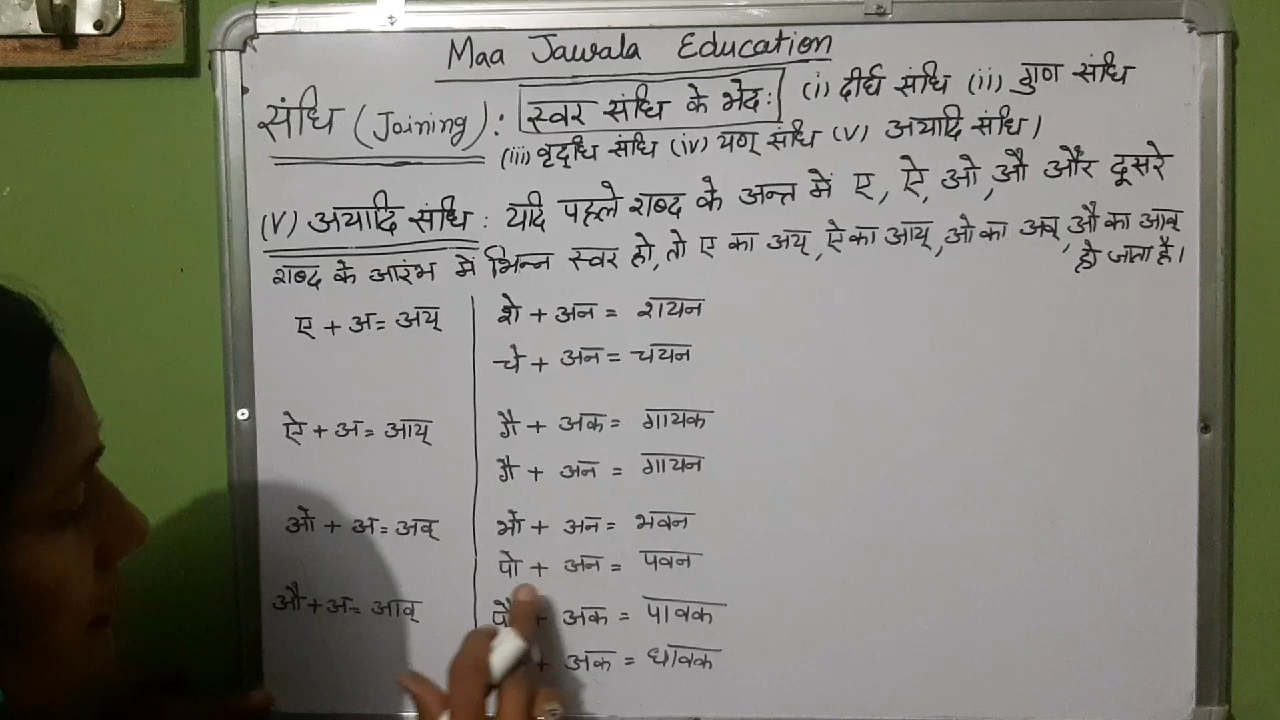 Maa Jawala Education
संधि (Joining) : स्वर संधि के भेदः (i) दीर्घ संधि (ii) गुण संधि
(iii) वृद्धि संधि (iv) यण् संधि (v) अयादि संधि।
(v) अयादि संधि : यदि पहले शब्द के अन्त में ए, ऐ, ओ, औ और दूसरे
शब्द के आरंभ में भिन्न स्वर हो, तो ए का अय्, ऐ का आय्, ओ का अव्, औ का आव्
हो जाता है।
ए + अ = अय्
शे + अन = शयन
चे + अन = चयन
ऐ + अ = आय्
गै + अक = गायक
गै + अन = गायन
ओ + अ = अव्
भो + अन = भवन
पो + अन = पवन
औ + अ = आव्
पौ + अक = पावक
+ अक = धावक